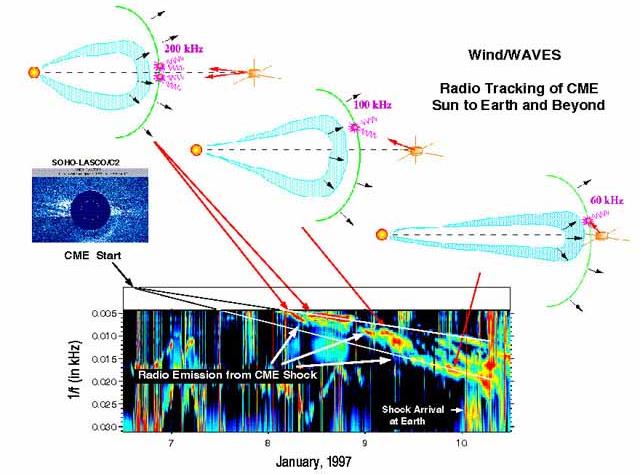 200 kHz
Wind/WAVES
Radio Tracking of CME
Sun to Earth and Beyond
100 kHz
60 kHz
SOHO-LASCO/C2
CME Start
0.005
0.010
0.015
0.020
0.025
0.030
1/f (in kHz)
Radio Emission from CME Shock
Shock Arrival
at Earth
7
8
9
10
January, 1997